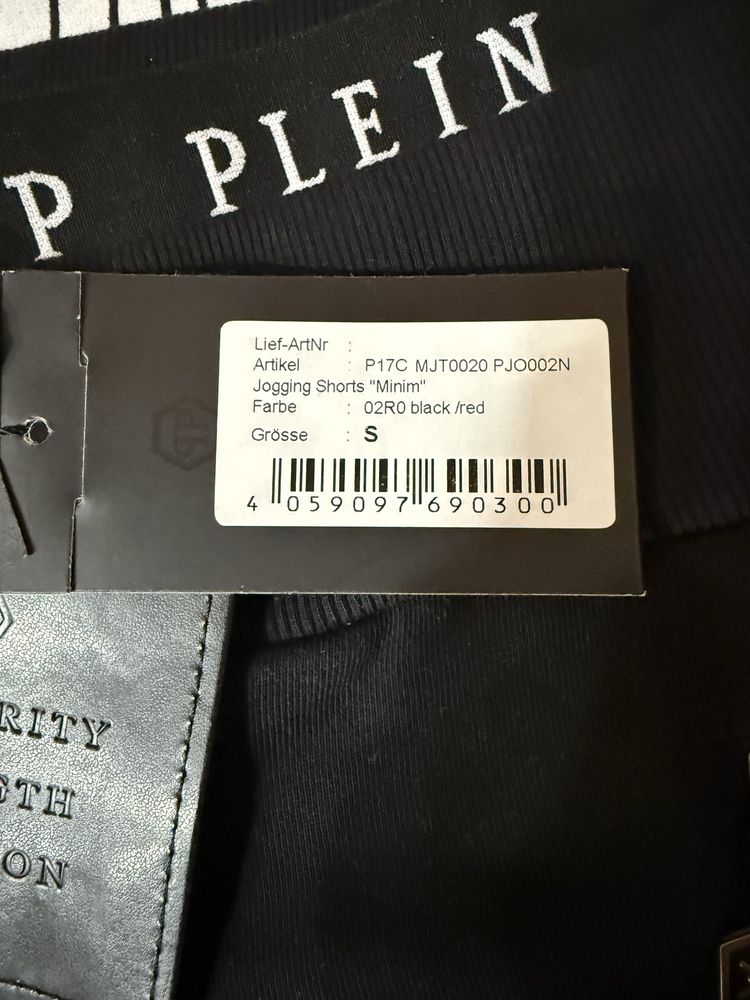 P PLEIN
Lief-ArtNr :
Artikel : P17C MJT0020 PJO002N
Jogging Shorts "Minim"
Farbe : 02R0 black /red
Grösse : S
4 059097 690300
RITY
GTH
ON